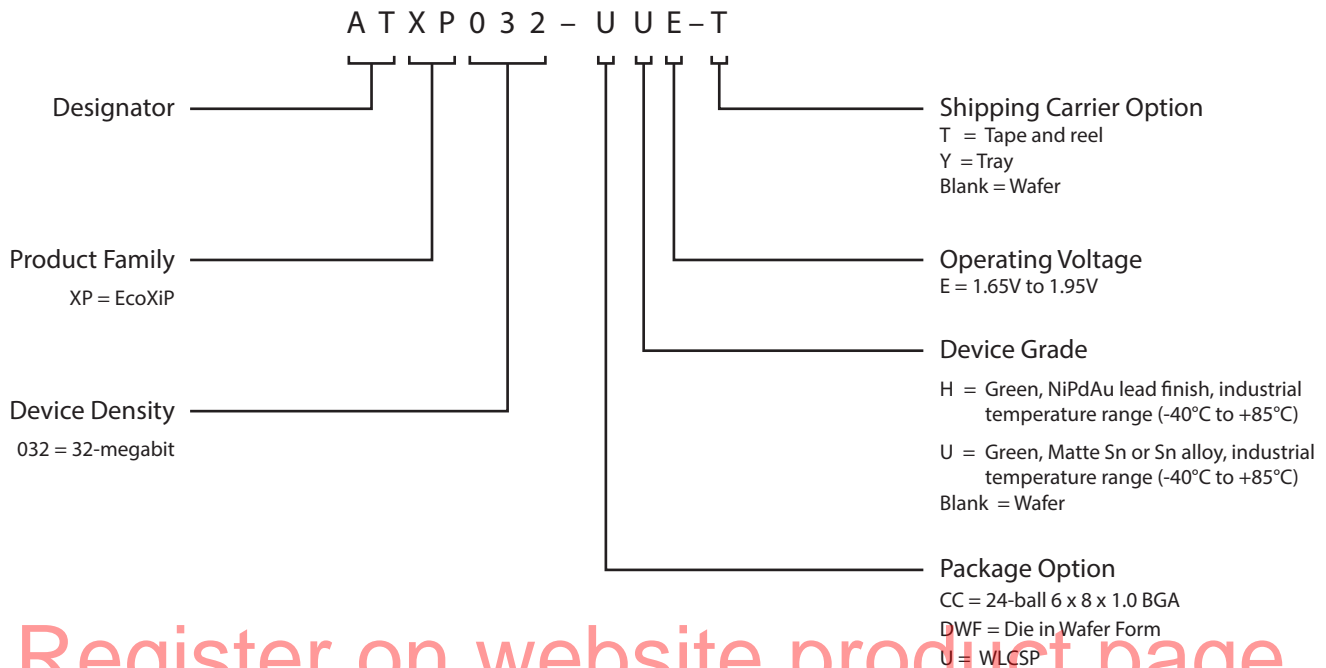 ATXP032–UUE–T
Designator
Product Family
XP = EcoXiP
Device Density
032 = 32-megabit
Shipping Carrier Option
T = Tape and reel
Y = Tray
Blank = Wafer
Operating Voltage
E = 1.65V to 1.95V
Device Grade
H = Green, NiPdAu lead finish, industrial
temperature range (-40°C to +85°C)
U = Green, Matte Sn or Sn alloy, industrial
temperature range (-40°C to +85°C)
Blank = Wafer
Package Option
CC = 24-ball 6 x 8 x 1.0 BGA
DWF = Die in Wafer Form
U = WLCSP
Register on website product page